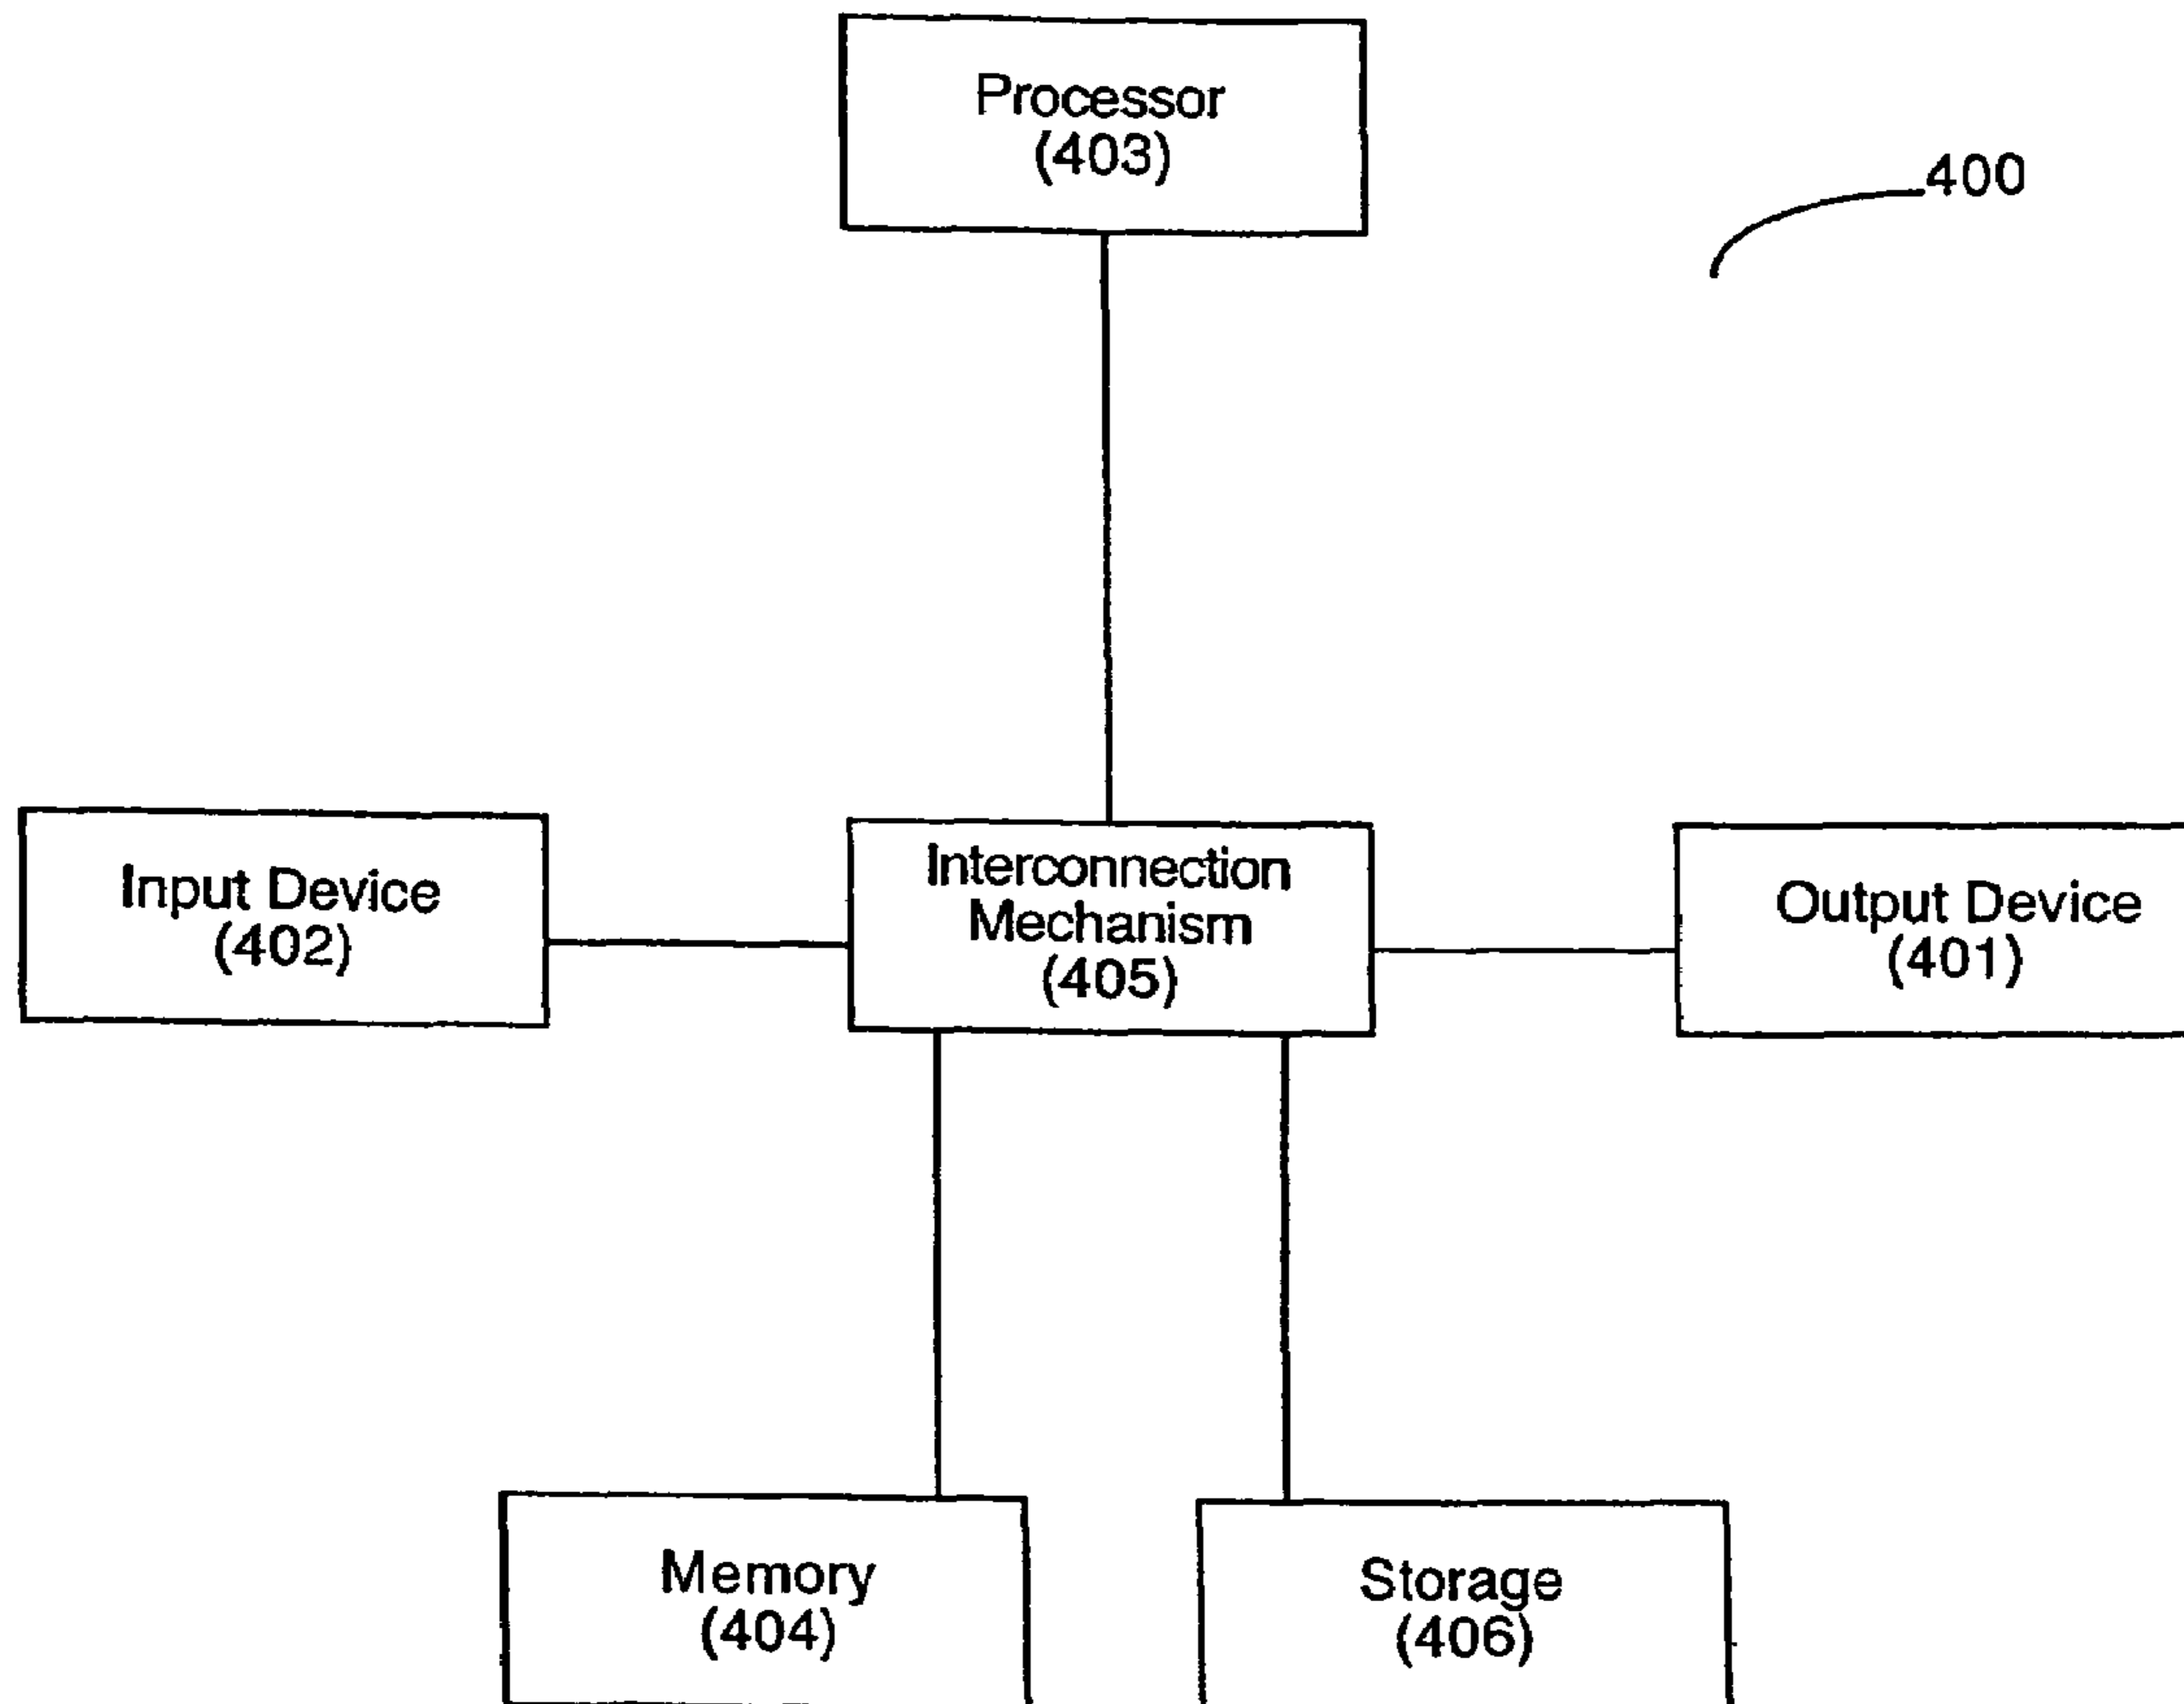 Processor
(403)
400
Input Device
(402)
Interconnection
Mechanism
(405)
Output Device
(401)
Memory
(404)
Storage
(406)